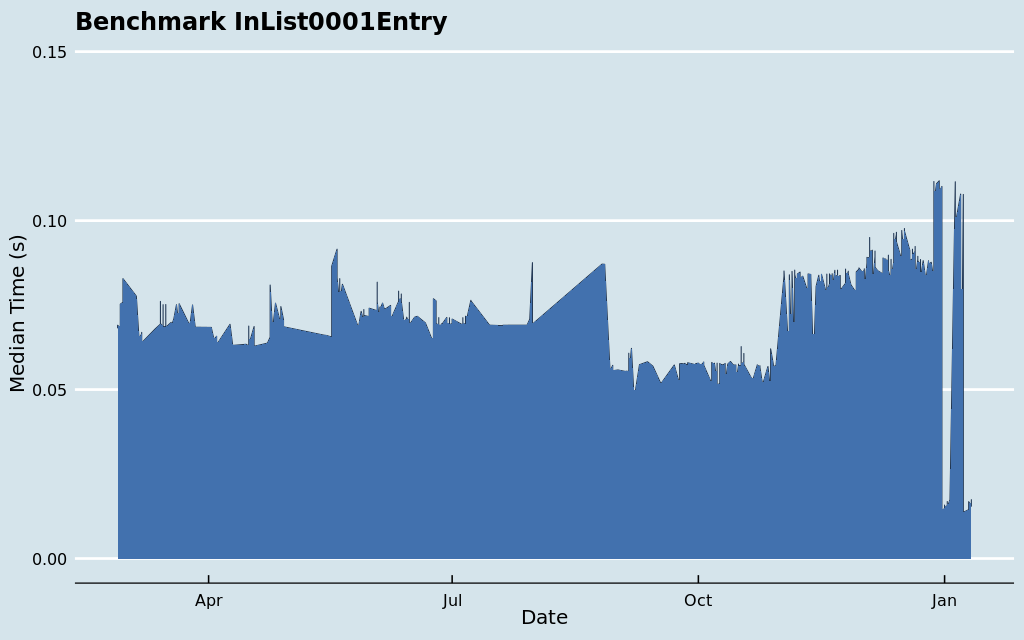 Benchmark InList0001Entry
Median Time (s)
0.15
0.10
0.05
0.00
Apr
Jul
Oct
Jan
Date